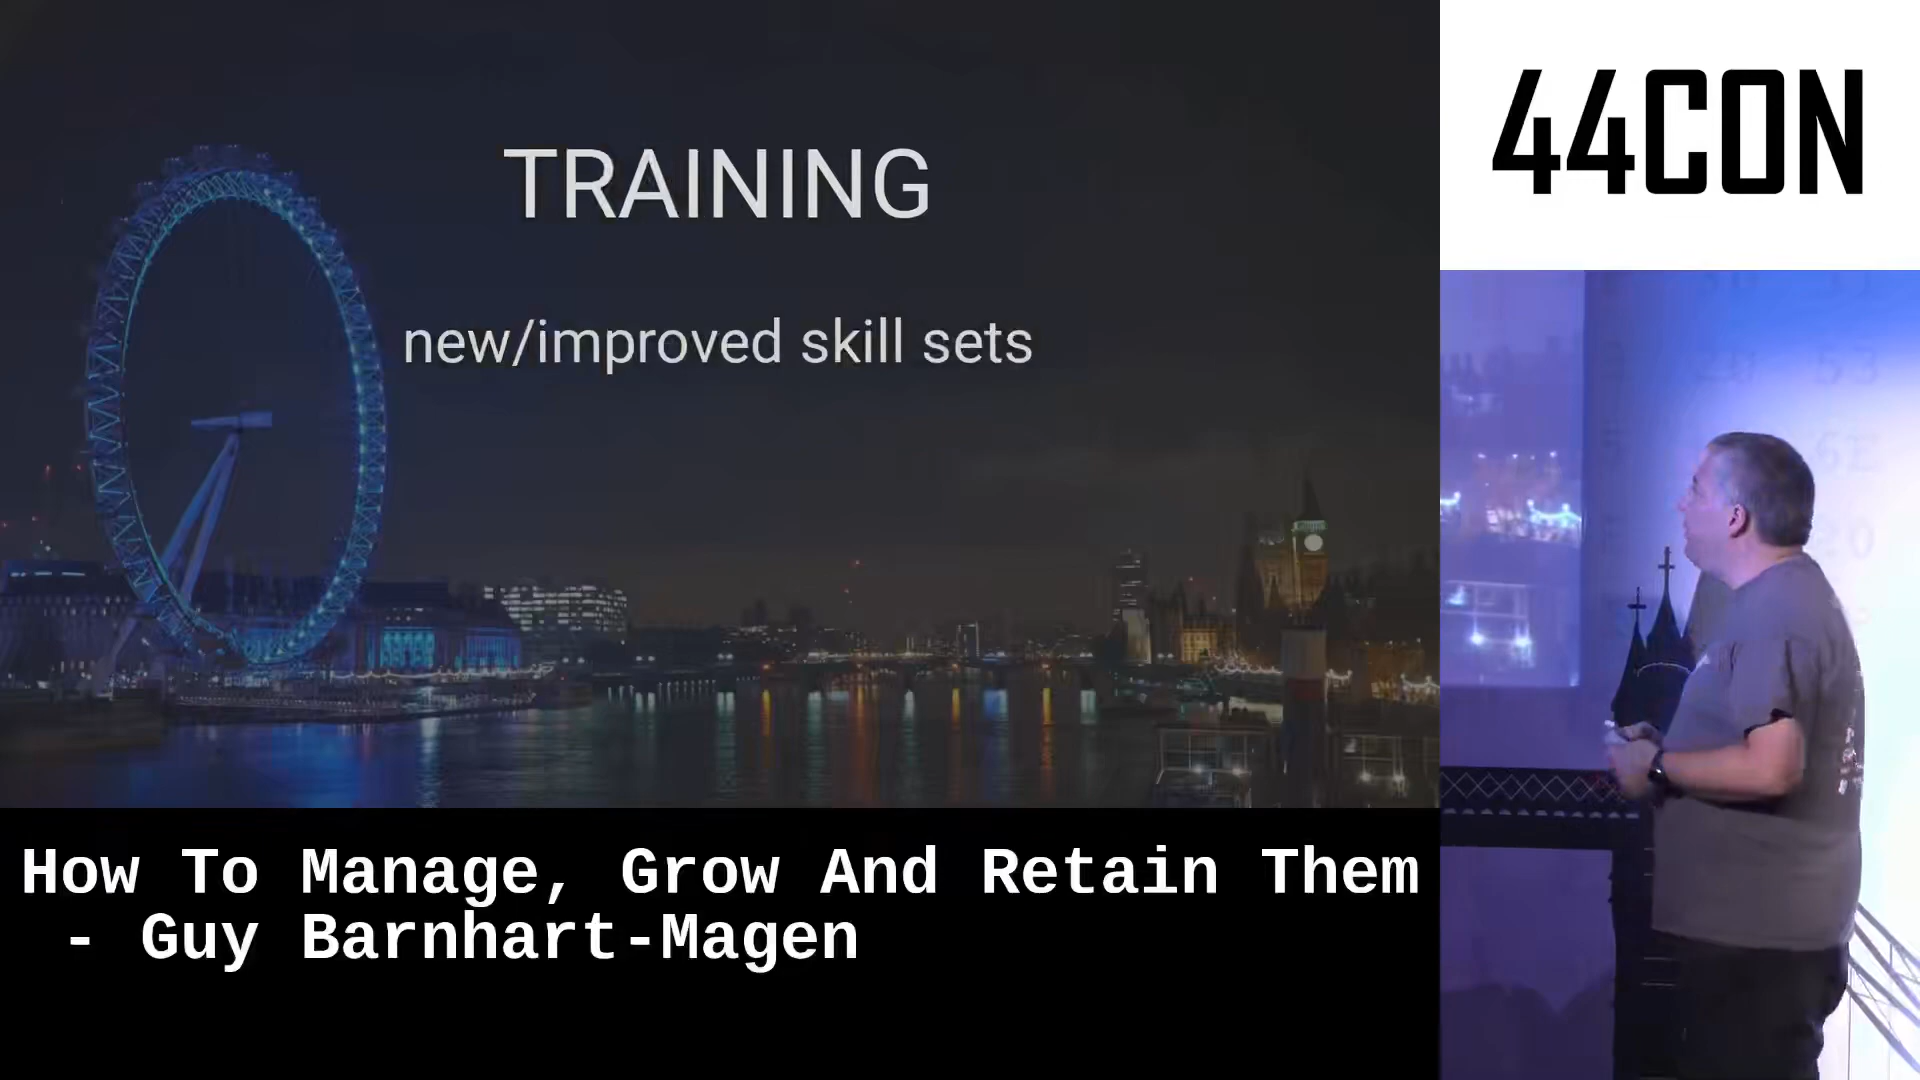 TRAINING
new/improved skill sets
44CON
How To Manage, Grow And Retain Them
- Guy Barnhart-Magen